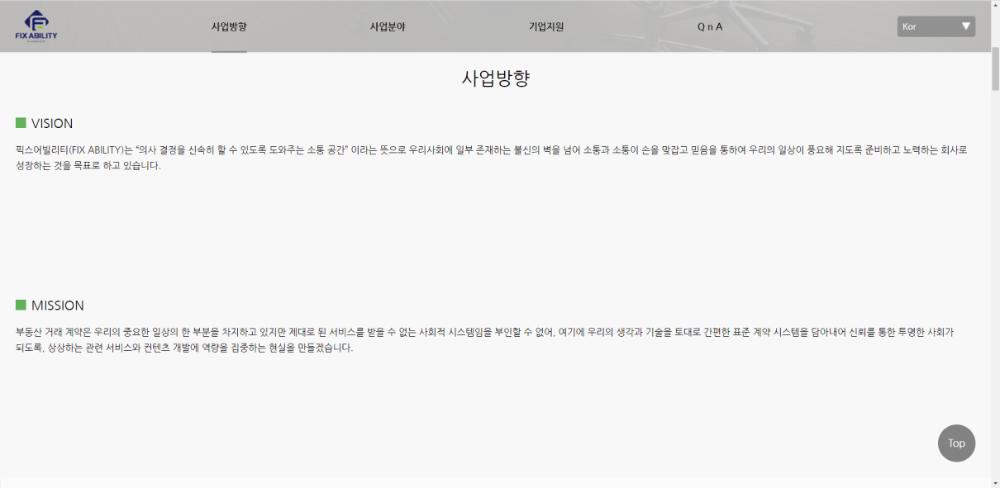 FIX ABILITY
사업방향
사업분야
기업지원
Q n A
Kor
사업방향
VISION
픽스어빌리티(FIX ABILITY)는 “의사 결정을 신속히 할 수 있도록 도와주는 소통 공간” 이라는 뜻으로 우리사회에 일부 존재하는 불신의 벽을 넘어 소통과 소통이 손을 맞잡고 믿음을 통하여 우리의 일상이 풍요해 지도록 준비하고 노력하는 회사로
성장하는 것을 목표로 하고 있습니다.
MISSION
부동산 거래 계약은 우리의 중요한 일상의 한 부분을 차지하고 있지만 제대로 된 서비스를 받을 수 없는 사회적 시스템임을 부인할 수 없어, 여기에 우리의 생각과 기술을 토대로 간편한 표준 계약 시스템을 담아내어 신뢰를 통한 투명한 사회가
되도록, 상상하는 관련 서비스와 컨텐츠 개발에 역량을 집중하는 현실을 만들겠습니다.
Top